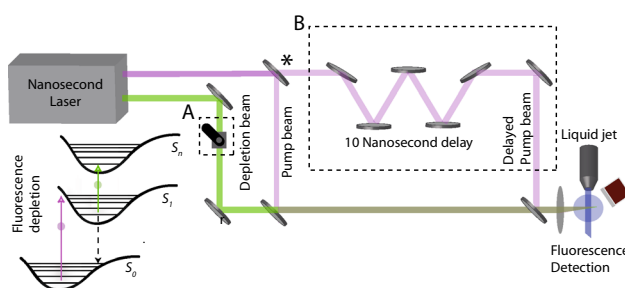 B
*
Nanosecond
Laser
A
Depletion beam
Pump beam
10 Nanosecond delay
Delayed
Pump beam
Liquid jet
Sn
S1
S0
Fluorescence
depletion
r
Fluorescence
Detection